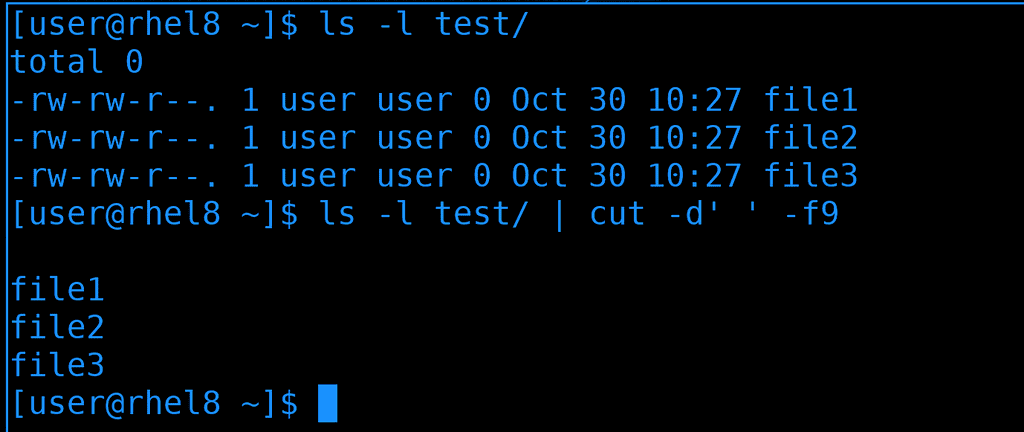 [user@rhel8 ~]$ ls -l test/
total 0
-rw-rw-r--. 1 user user 0 Oct 30 10:27 file1
-rw-rw-r--. 1 user user 0 Oct 30 10:27 file2
-rw-rw-r--. 1 user user 0 Oct 30 10:27 file3
[user@rhel8 ~]$ ls -l test/ | cut -d' ' -f9

file1
file2
file3
[user@rhel8 ~]$